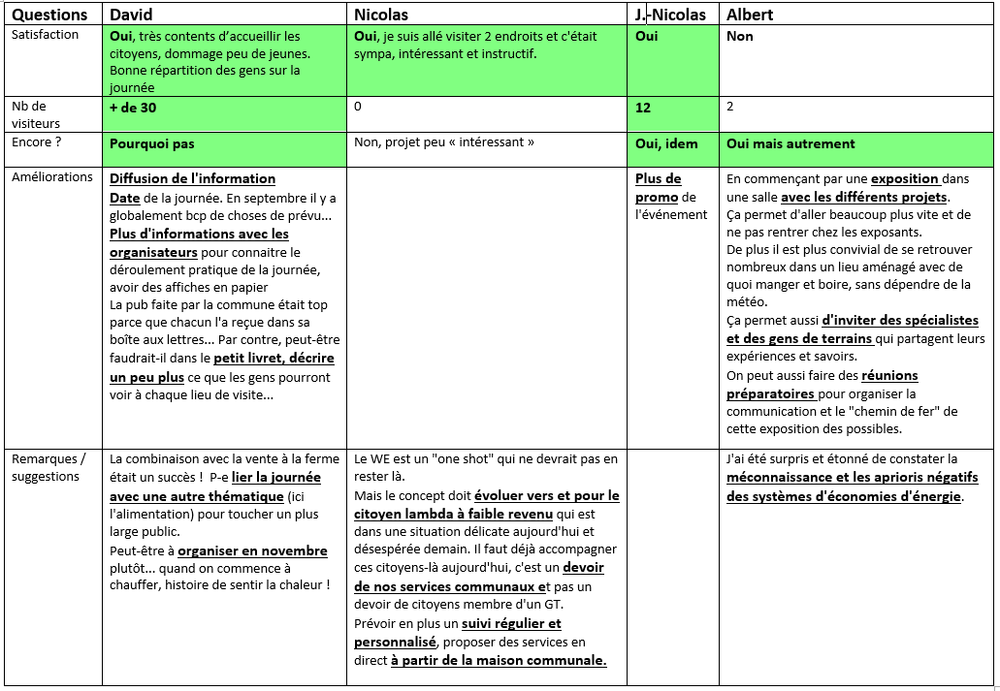 Questions
David
Nicolas
J.-Nicolas
Albert
Satisfaction
Oui, très contents d’accueillir les
citoyens, dommage peu de jeunes.
Bonne répartition des gens sur la
journée
Oui, je suis allé visiter 2 endroits et c'était
sympa, intéressant et instructif.
Oui
Non
Nb de
visiteurs
+ de 30
0
12
2
Encore ?
Pourquoi pas
Non, projet peu « intéressant »
Oui, idem
Oui mais autrement
Améliorations
Diffusion de l'information
Date de la journée. En septembre il y a
globalement bcp de choses de prévu...
Plus d'informations avec les
organisateurs pour connaitre le
déroulement pratique de la journée,
avoir des affiches en papier
La pub faite par la commune était top
parce que chacun l'a reçue dans sa
boîte aux lettres... Par contre, peut-être
faudrait-il dans le petit livret, décrire
un peu plus ce que les gens pourront
voir à chaque lieu de visite...
Plus de
promo de
l'événement
En commençant par une exposition dans
une salle avec les différents projets.
Ça permet d'aller beaucoup plus vite et de
ne pas rentrer chez les exposants.
De plus il est plus convivial de se retrouver
nombreux dans un lieu aménagé avec de
quoi manger et boire, sans dépendre de la
météo.
Ça permet aussi d'inviter des spécialistes
et des gens de terrains qui partagent leurs
expériences et savoirs.
On peut aussi faire des réunions
préparatoires pour organiser la
communication et le "chemin de fer" de
cette exposition des possibles.
Remarques /
suggestions
La combinaison avec la vente à la ferme
était un succès ! P-e lier la journée
avec une autre thématique (ici
l'alimentation) pour toucher un plus
large public.
Peut-être à organiser en novembre
plutôt... quand on commence à
chauffer, histoire de sentir la chaleur !
Le WE est un "one shot" qui ne devrait pas en
rester là.
Mais le concept doit évoluer vers et pour le
citoyen lambda à faible revenu qui est
dans une situation délicate aujourd'hui et
désespérée demain. Il faut déjà accompagner
ces citoyens-là aujourd'hui, c'est un devoir
de nos services communaux et pas un
devoir de citoyens membre d'un GT.
Prévoir en plus un suivi régulier et
personnalisé, proposer des services en
direct à partir de la maison communale.
J'ai été surpris et étonné de constater la
méconnaissance et les aprioris négatifs
des systèmes d'économies d'énergie.